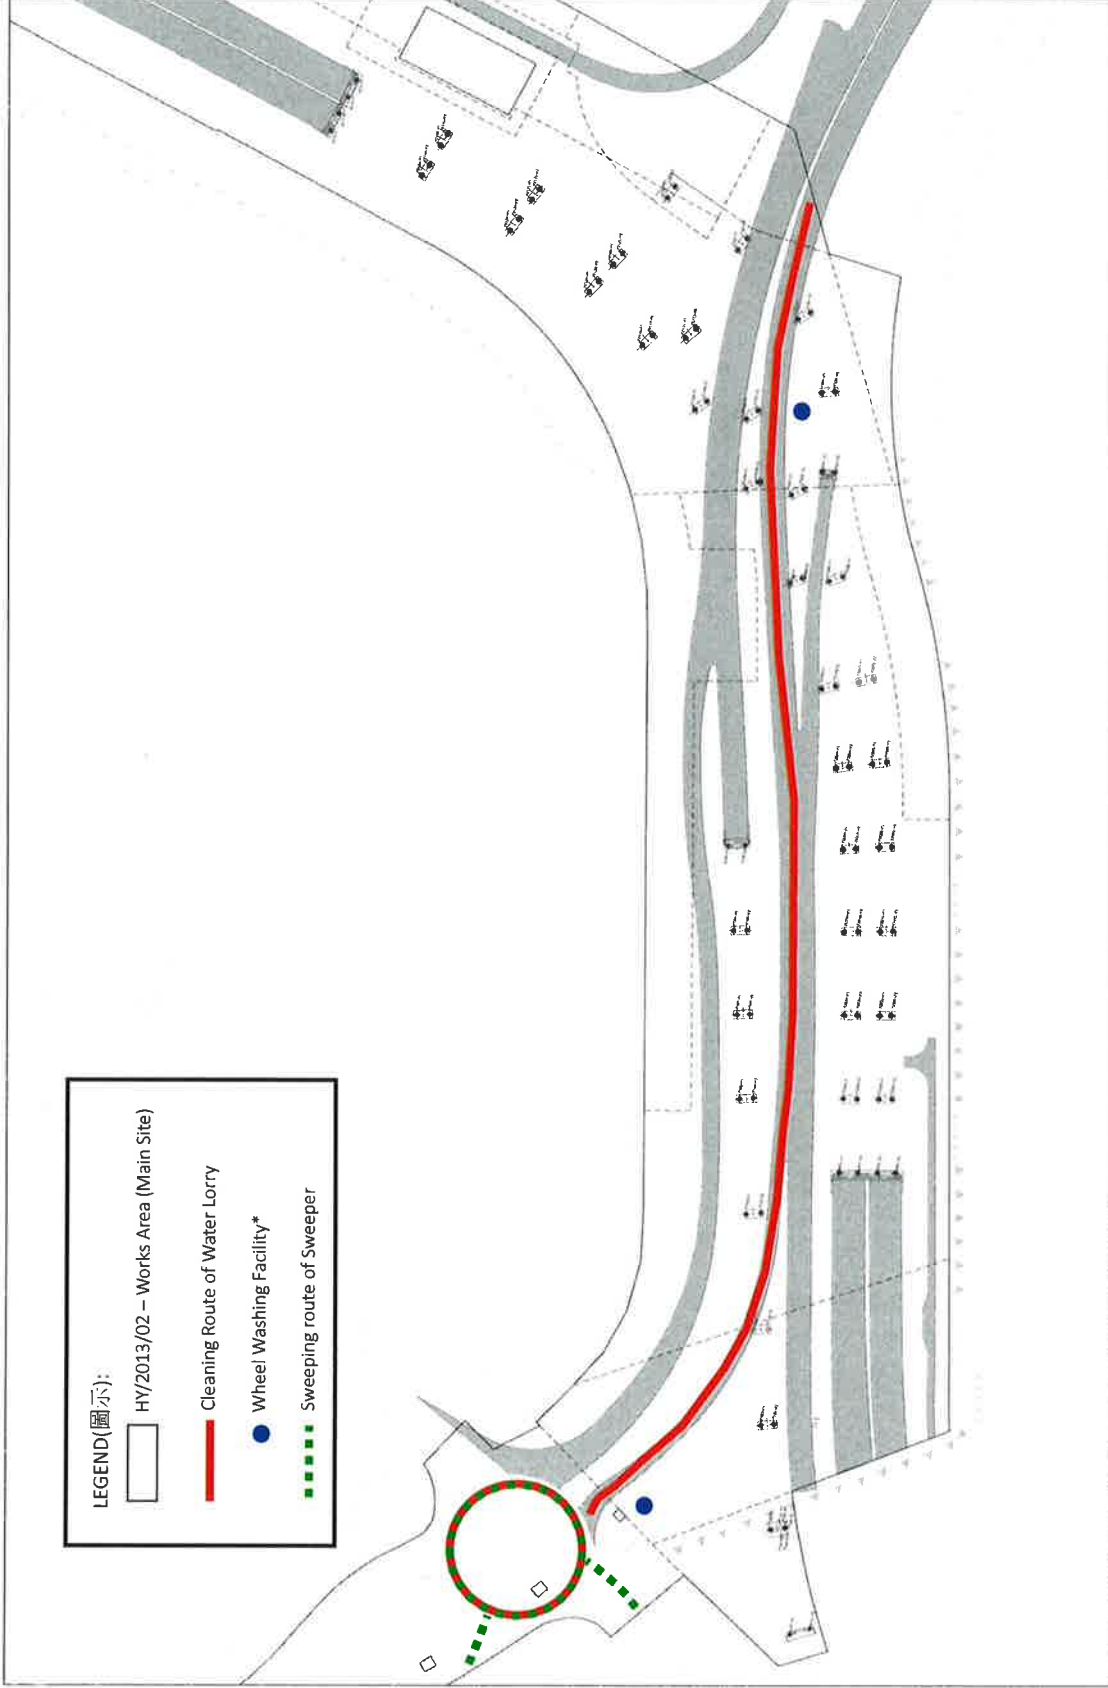 LEGEND(圖示):
HY/2013/02 – Works Area (Main Site)
Cleaning Route of Water Lorry
Wheel Washing Facility*
Sweeping route of Sweeper